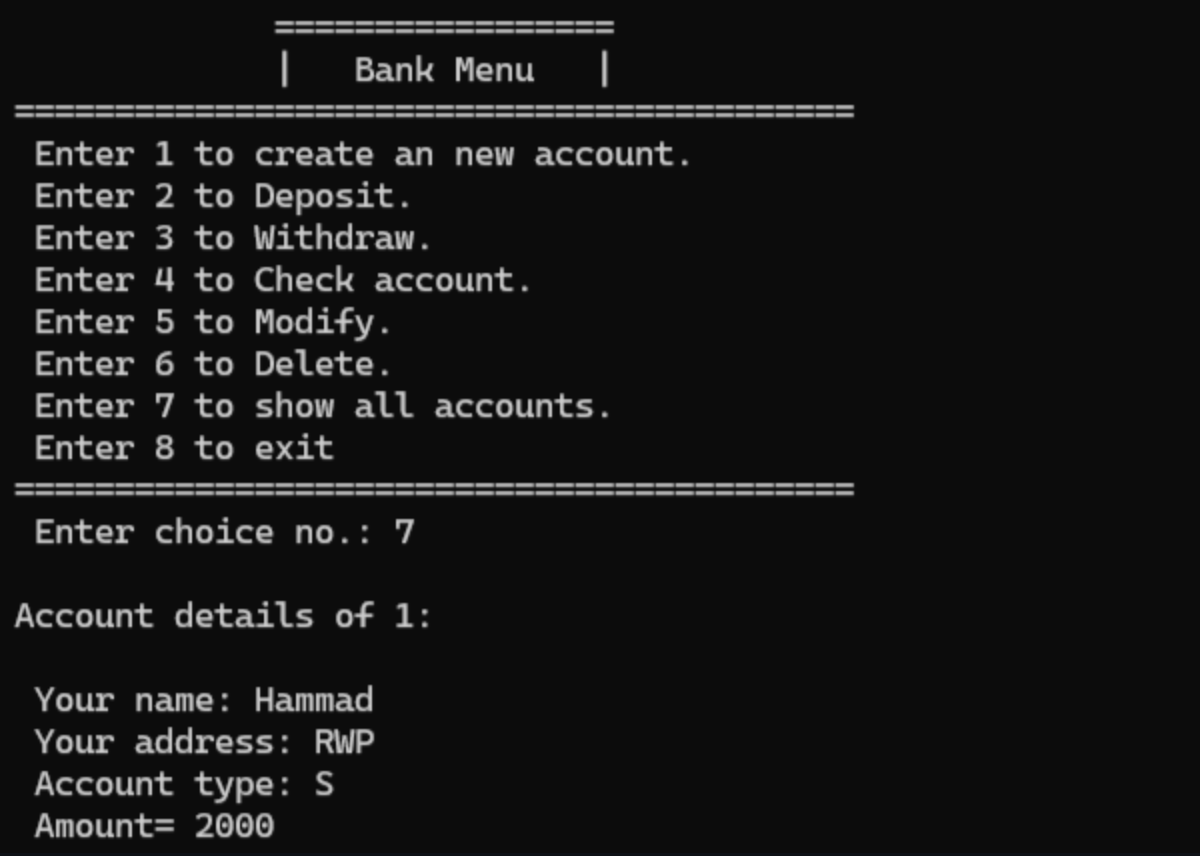 =================
|   Bank Menu   |
==========================================
Enter 1 to create an new account.
Enter 2 to Deposit.
Enter 3 to Withdraw.
Enter 4 to Check account.
Enter 5 to Modify.
Enter 6 to Delete.
Enter 7 to show all accounts.
Enter 8 to exit
==========================================
Enter choice no.: 7
Account details of 1:
Your name: Hammad
Your address: RWP
Account type: S
Amount= 2000